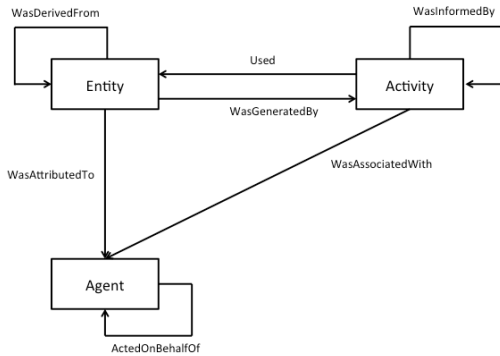 WasDerivedFrom
WasInformedBy
Used
Entity
Activity
WasGeneratedBy
WasAttributedTo
WasAssociatedWith
Agent
ActedOnBehalfOf